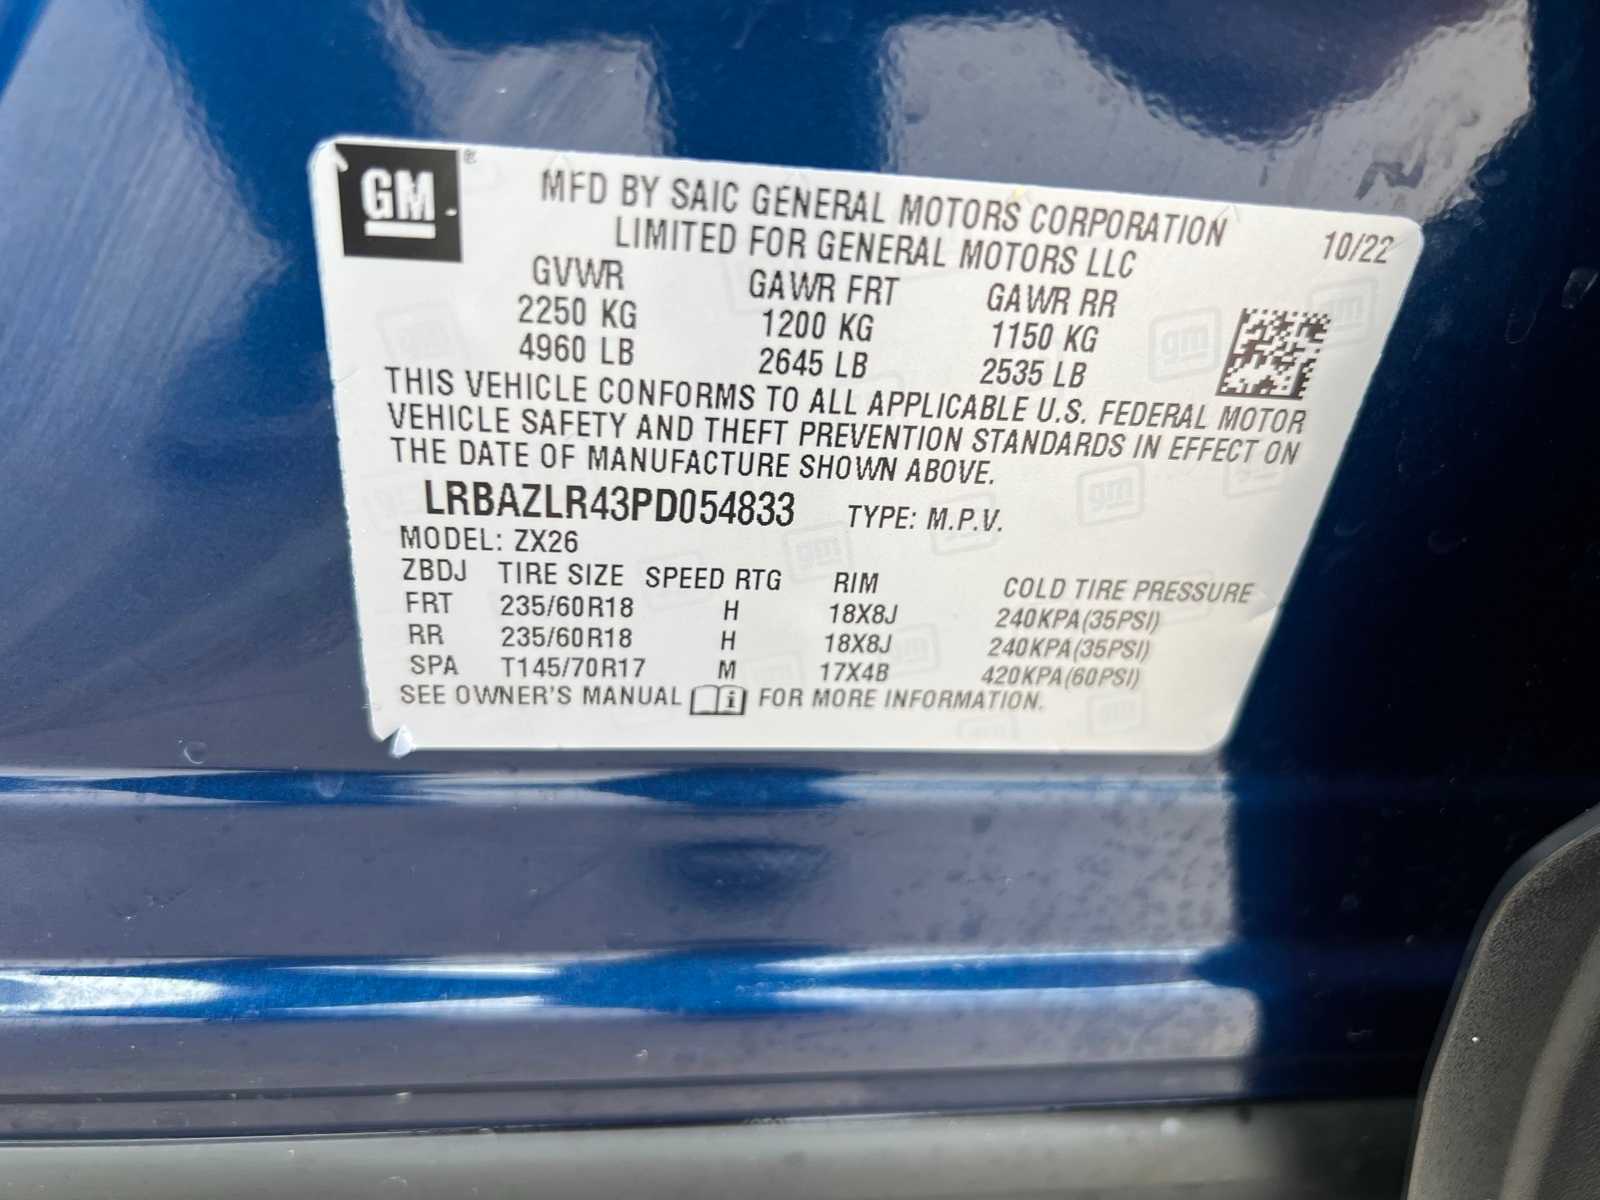 GM ®
MFD BY SAIC GENERAL MOTORS CORPORATION
LIMITED FOR GENERAL MOTORS LLC
10/22
GVWR GAWR FRT GAWR RR
2250 KG 1200 KG 1150 KG
4960 LB 2645 LB 2535 LB
THIS VEHICLE CONFORMS TO ALL APPLICABLE U.S. FEDERAL MOTOR
VEHICLE SAFETY AND THEFT PREVENTION STANDARDS IN EFFECT ON
THE DATE OF MANUFACTURE SHOWN ABOVE.
LRBAZLR43PD054833 TYPE: M.P.V.
MODEL: ZX26
ZBDJ TIRE SIZE SPEED RTG RIM COLD TIRE PRESSURE
FRT 235/60R18 H 18X8J 240KPA(35PSI)
RR 235/60R18 H 18X8J 240KPA(35PSI)
SPA T145/70R17 M 17X4B 420KPA(60PSI)
SEE OWNER'S MANUAL i FOR MORE INFORMATION.